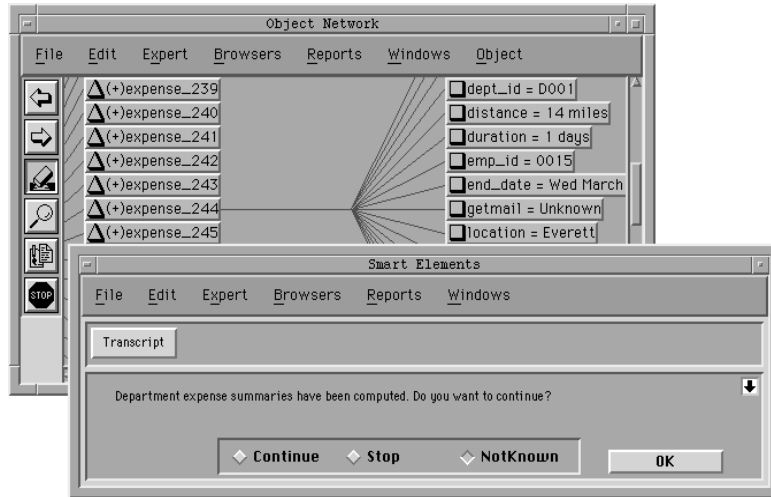 Object Network
File Edit Expert Browsers Reports Windows Object
(+)expense_239
(+)expense_240
(+)expense_241
(+)expense_242
(+)expense_243
(+)expense_244
(+)expense_245
dept_id = D001
distance = 14 miles
duration = 1 days
emp_id = 0015
end_date = Wed March
getmail = Unknown
location = Everett
STOP
Smart Elements
File Edit Expert Browsers Reports Windows
Transcript
Department expense summaries have been computed. Do you want to continue?
Continue Stop NotKnown OK